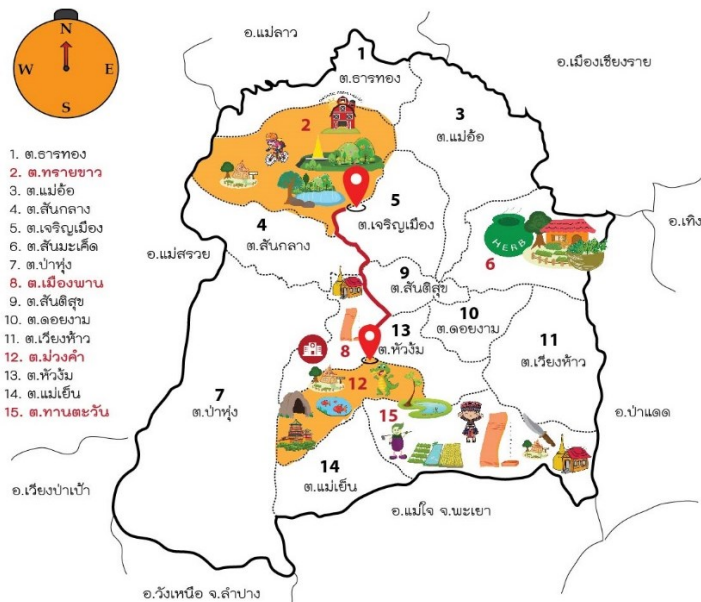 N
W E
S
อ.แม่ลาว
อ.เมืองเชียงราย
1
ต.ธารทอง
2
3
ต.แม่อ้อ
1. ต.ธารทอง
2. ต.ทรายขาว
3. ต.แม่อ้อ
4. ต.สันกลาง
5. ต.เจริญเมือง
6. ต.สันมะเค็ด
7. ต.ป่าหุ่ง
8. ต.เมืองพาน
9. ต.สันติสุข
10. ต.ดอยงาม
11. ต.เวียงห้าว
12. ต.ม่วงคำ
13. ต.หัวง้ม
14. ต.แม่เย็น
15. ต.ทานตะวัน
4
ต.สันกลาง
5
ต.เจริญเมือง
อ.เทิง
HERB
6
อ.แม่สรวย
9
ต.สันติสุข
10
ต.ดอยงาม
11
ต.เวียงห้าว
8
13
ต.หัวง้ม
7
ต.ป่าหุ่ง
12
15
อ.ป่าแดด
14
ต.แม่เย็น
อ.เวียงป่าเป้า
อ.แม่ใจ จ.พะเยา
อ.วังเหนือ จ.ลำปาง